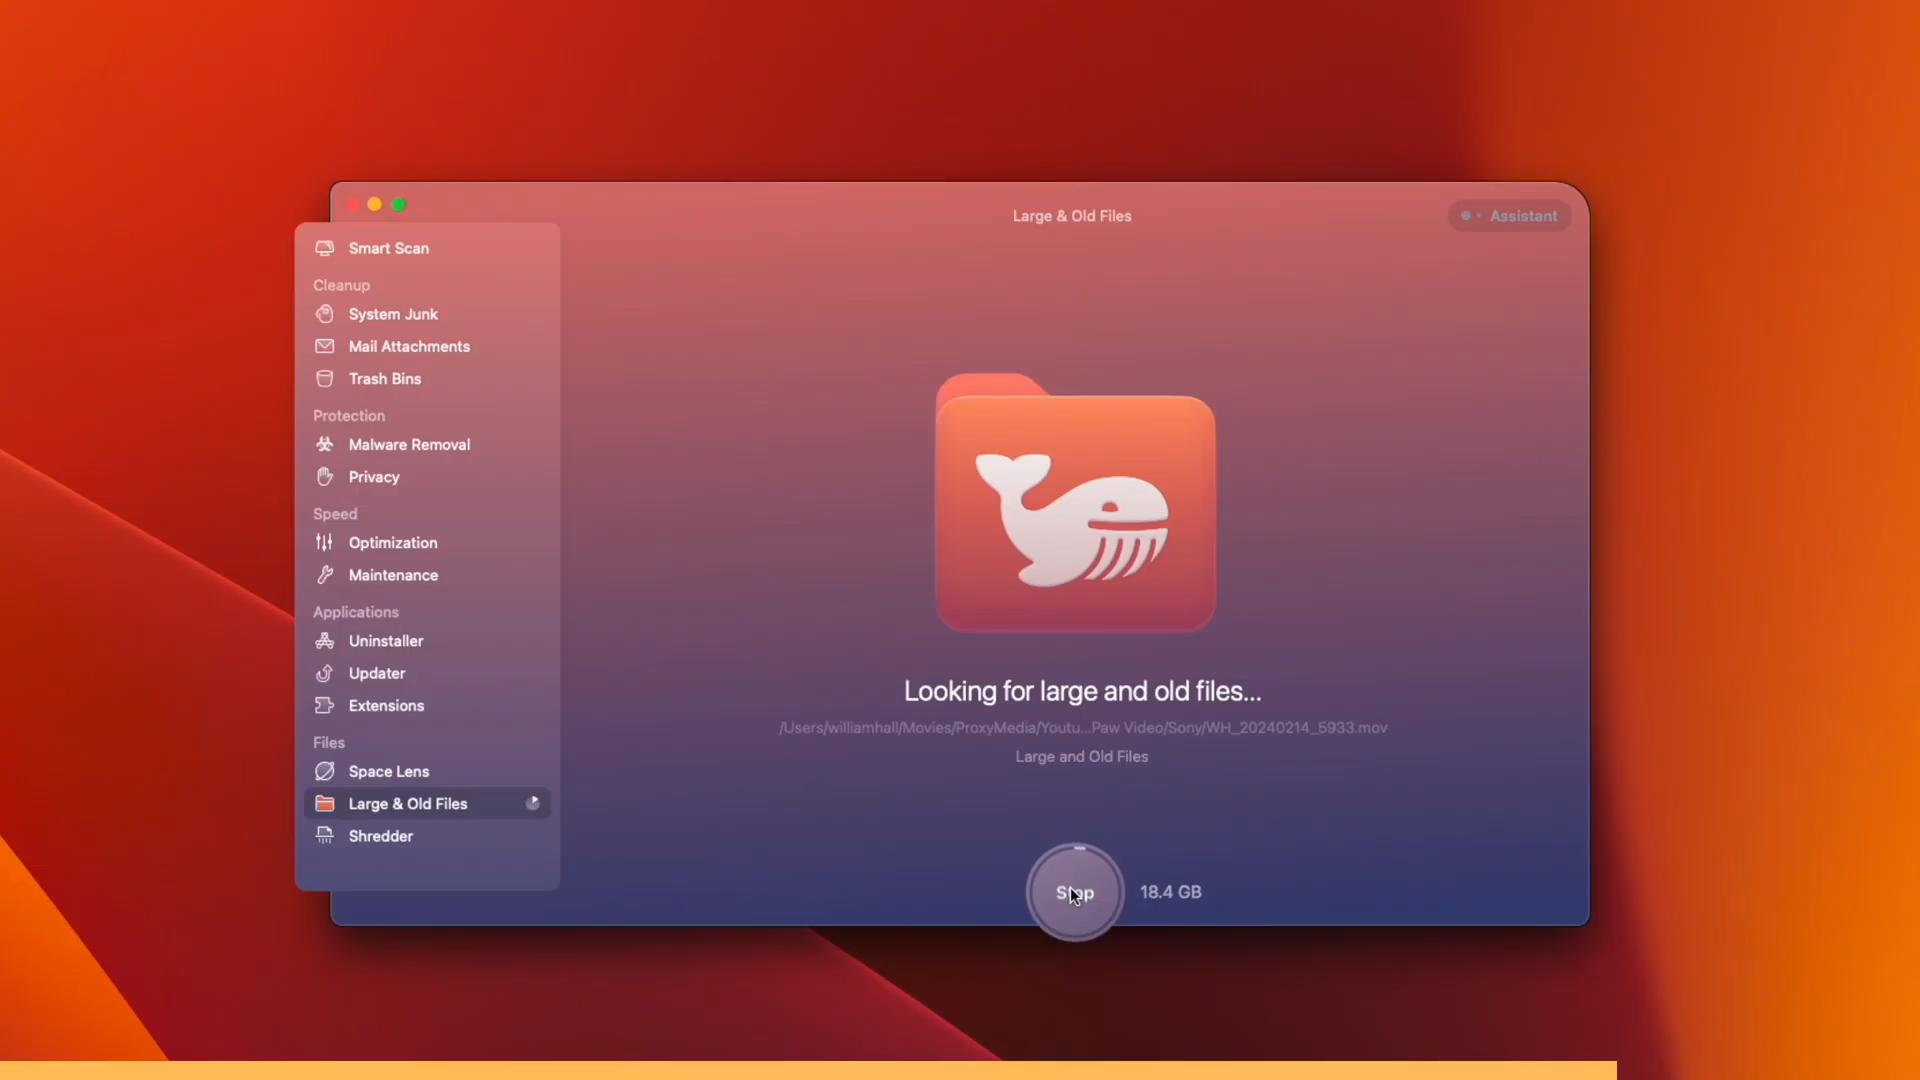 Large & Old Files
Assistant
Smart Scan
Cleanup
System Junk
Mail Attachments
Trash Bins
Protection
Malware Removal
Privacy
Speed
Optimization
Maintenance
Applications
Uninstaller
Updater
Extensions
Files
Space Lens
Large & Old Files
Shredder
Looking for large and old files...
/Users/williamhall/Movies/ProxyMedia/Youtu...Paw Video/Sony/WH_20240214_5933.mov
Large and Old Files
Stop
18.4 GB